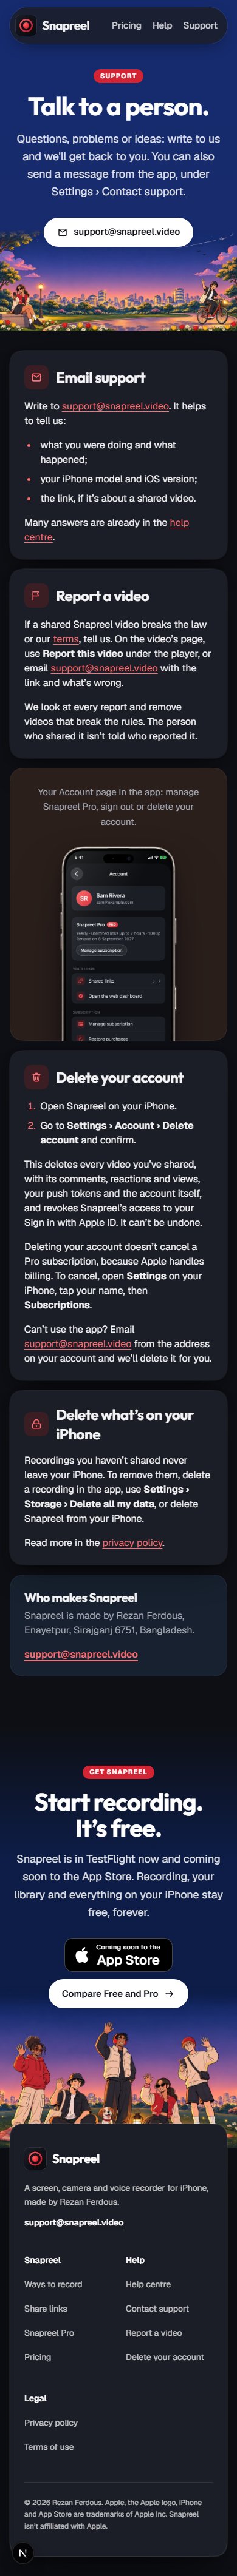 Snapreel
Pricing Help Support
SUPPORT
Talk to a person.
Questions, problems or ideas: write to us
and we'll get back to you. You can also
send a message from the app, under
Settings › Contact support.
support@snapreel.video
Email support
Write to support@snapreel.video. It helps
to tell us:
• what you were doing and what
happened;
• your iPhone model and iOS version;
• the link, if it's about a shared video.
Many answers are already in the help
centre.
Report a video
If a shared Snapreel video breaks the law
or our terms, tell us. On the video's page,
use Report this video under the player, or
email support@snapreel.video with the
link and what's wrong.
We look at every report and remove
videos that break the rules. The person
who shared it isn't told who reported it.
Your Account page in the app: manage
Snapreel Pro, sign out or delete your
account.
9:41
Account
SR
Sam Rivera
sam@example.com
Snapreel Pro PRO
Manage subscription
Shared links
Open the web dashboard
SUBSCRIPTION
Manage subscription
Restore purchases
Delete your account
1. Open Snapreel on your iPhone.
2. Go to Settings › Account › Delete
account and confirm.
This deletes every video you've shared,
with its comments, reactions and views,
your push tokens and the account itself,
and revokes Snapreel's access to your
Sign in with Apple ID. It can't be undone.
Deleting your account doesn't cancel a
Pro subscription, because Apple handles
billing. To cancel, open Settings on your
iPhone, tap your name, then
Subscriptions.
Can't use the app? Email
support@snapreel.video from the address
on your account and we'll delete it for you.
Delete what's on your
iPhone
Recordings you haven't shared never
leave your iPhone. To remove them, delete
a recording in the app, use Settings ›
Storage › Delete all my data, or delete
Snapreel from your iPhone.
Read more in the privacy policy.
Who makes Snapreel
Snapreel is made by Rezan Ferdous,
Enayetpur, Sirajganj 6751, Bangladesh.
support@snapreel.video
GET SNAPREEL
Start recording.
It's free.
Snapreel is in TestFlight now and coming
soon to the App Store. Recording, your
library and everything on your iPhone stay
free, forever.
Coming soon to the
App Store
Compare Free and Pro →
Snapreel
A screen, camera and voice recorder for iPhone,
made by Rezan Ferdous.
support@snapreel.video
Snapreel
Ways to record
Share links
Snapreel Pro
Pricing
Help
Help centre
Contact support
Report a video
Delete your account
Legal
Privacy policy
Terms of use
© 2026 Rezan Ferdous. Apple, the Apple logo, iPhone
and App Store are trademarks of Apple Inc. Snapreel
isn't affiliated with Apple.
N